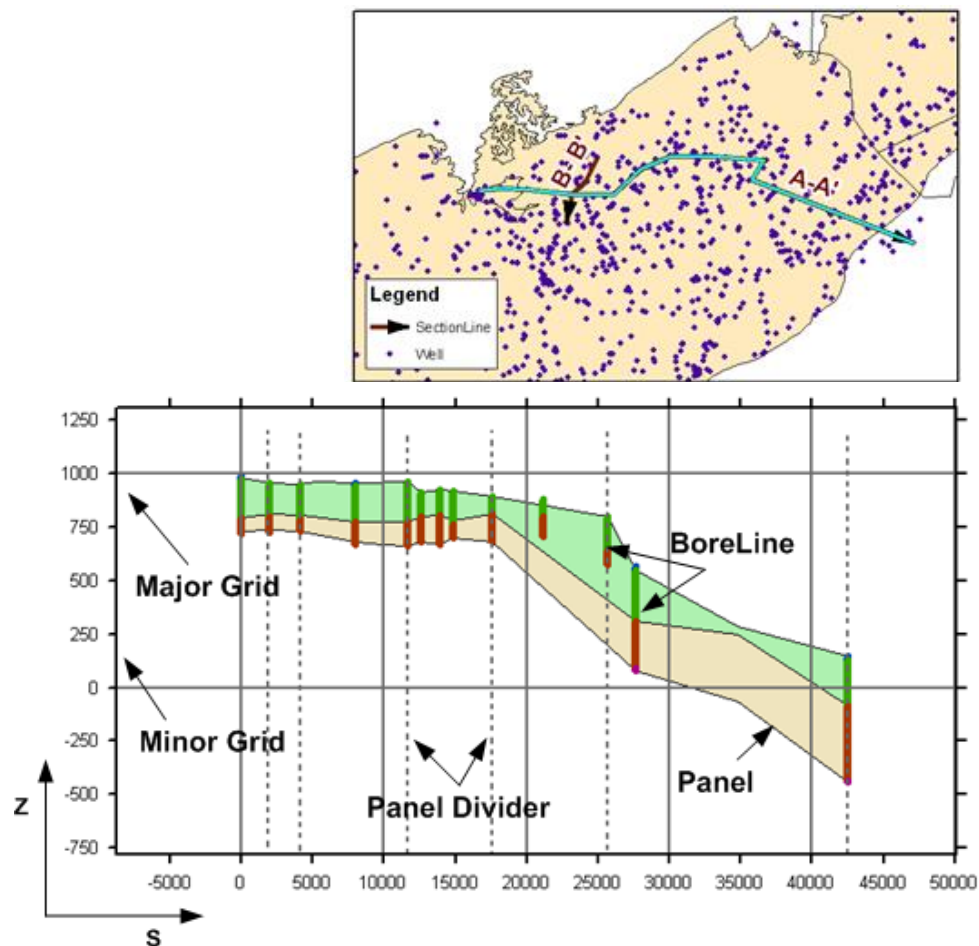 B-B'
A-A'
Legend
SectionLine
Well
1250
1000
750
500
250
0
-250
-500
-750
Major Grid
Minor Grid
BoreLine
Panel Divider
Panel
Z
-5000 0 5000 10000 15000 20000 25000 30000 35000 40000 45000 50000
S